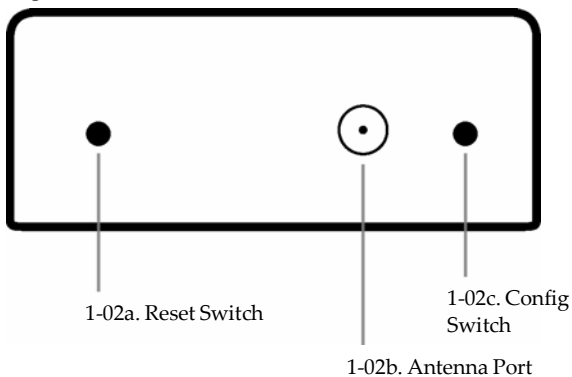 1-02a. Reset Switch
1-02c. Config
Switch
1-02b. Antenna Port